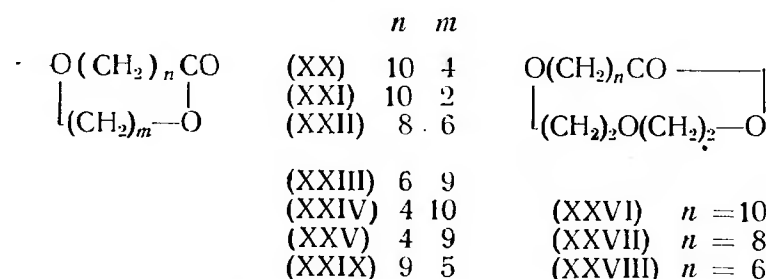 n m
O(CH₂)ₙCO
(CH₂)ₘ—O
(XX) 10 4
(XXI) 10 2
(XXII) 8 6
(XXIII) 6 9
(XXIV) 4 10
(XXV) 4 9
(XXIX) 9 5
O(CH₂)ₙCO
(CH₂)₂O(CH₂)₂—O
(XXVI) n = 10
(XXVII) n = 8
(XXVIII) n = 6